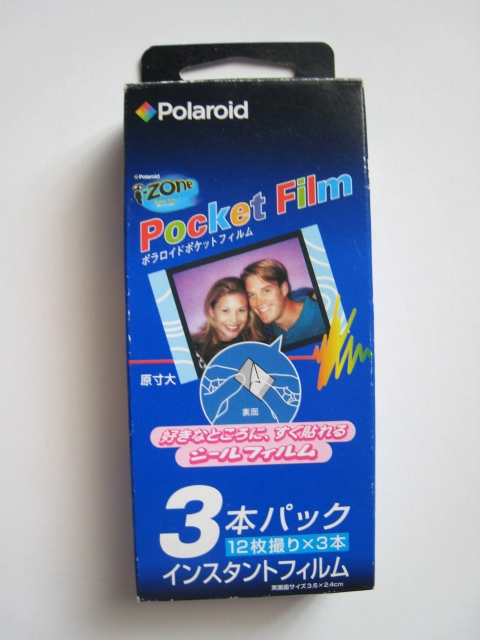 Polaroid
Polaroid
i-zone
Pocket Film
ポラロイドポケットフィルム
原寸大
裏面
好きなところに、すぐ貼れる
シールフィルム
3本パック
12枚撮り×3本
インスタントフィルム
実画面サイズ3.6×2.4cm